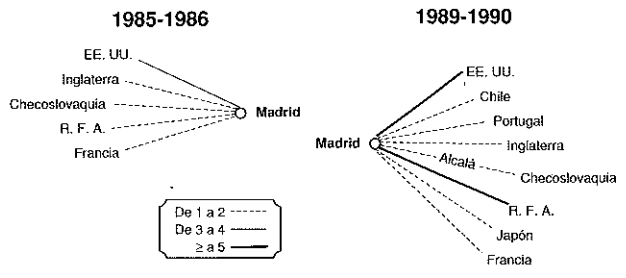 1985-1986
EE. UU.
Inglaterra
Checoslovaquia
R. F. A.
Francia
Madrid
1989-1990
EE. UU.
Chile
Portugal
Inglaterra
Alcalá
Checoslovaquia
R. F. A.
Japón
Francia
Madrid
De 1 a 2
De 3 a 4
≥ a 5